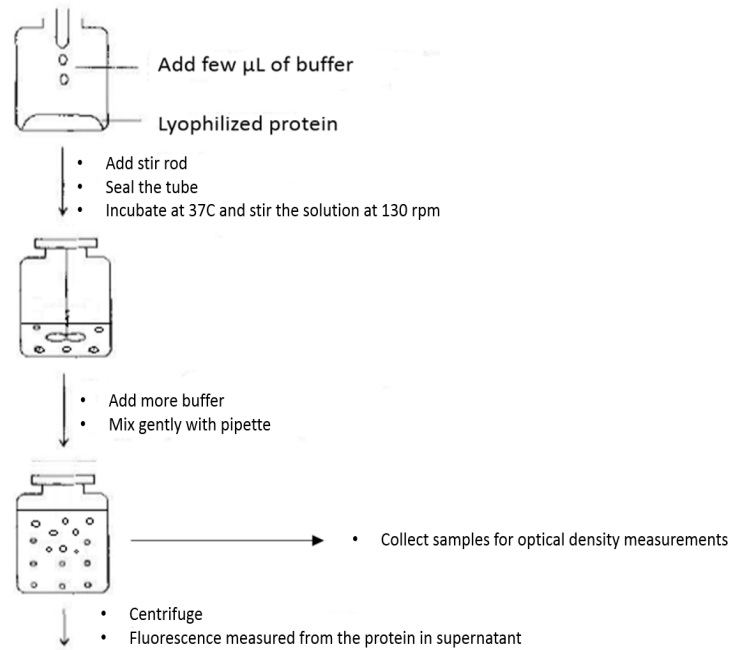 Add few µL of buffer
Lyophilized protein
• Add stir rod
• Seal the tube
• Incubate at 37C and stir the solution at 130 rpm
• Add more buffer
• Mix gently with pipette
• Collect samples for optical density measurements
• Centrifuge
• Fluorescence measured from the protein in supernatant